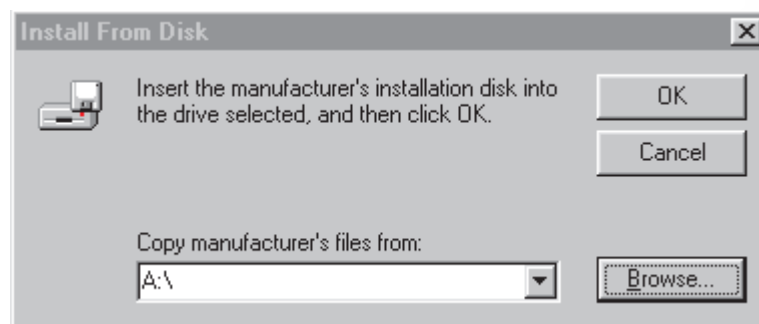 Install From Disk
Insert the manufacturer's installation disk into
the drive selected, and then click OK.
OK
Cancel
Copy manufacturer's files from:
A:\
Browse...